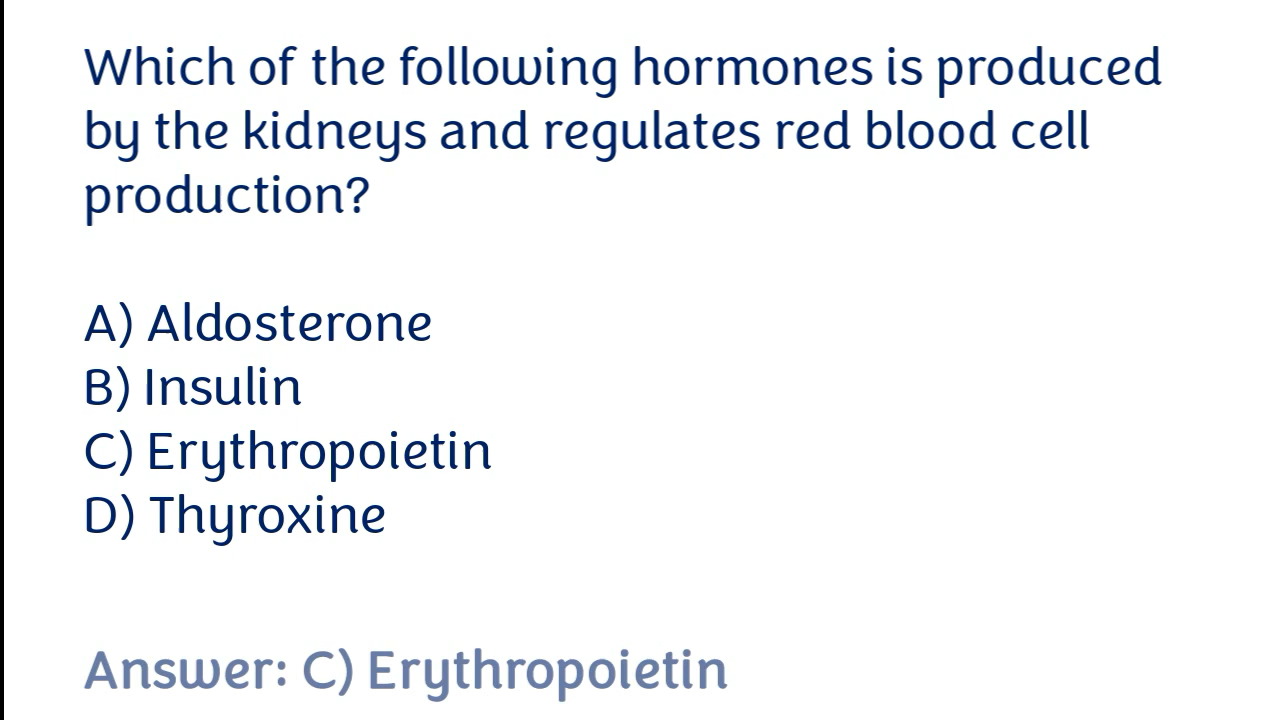 Which of the following hormones is produced
by the kidneys and regulates red blood cell
production?
A) Aldosterone
B) Insulin
C) Erythropoietin
D) Thyroxine
Answer: C) Erythropoietin